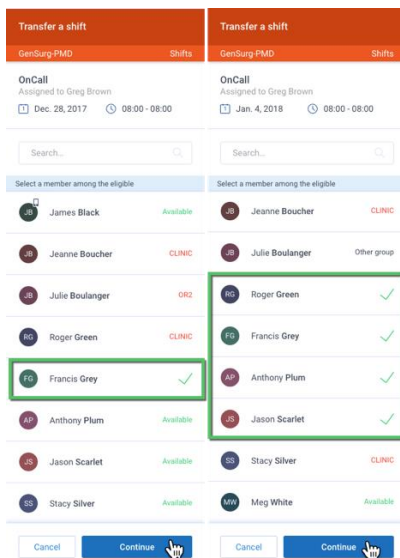 Transfer a shift
GenSurg-PMD Shifts
OnCall
Assigned to Greg Brown
1 Dec. 28, 2017 08:00 - 08:00
Search...
Select a member among the eligible
JB James Black Available
JB Jeanne Boucher CLINIC
JB Julie Boulanger OR2
RG Roger Green CLINIC
FG Francis Grey
AP Anthony Plum Available
JS Jason Scarlet Available
SS Stacy Silver Available
Cancel Continue
Transfer a shift
GenSurg-PMD Shifts
OnCall
Assigned to Greg Brown
1 Jan. 4, 2018 08:00 - 08:00
Search...
Select a member among the eligible
JB Jeanne Boucher CLINIC
JB Julie Boulanger Other group
RG Roger Green
FG Francis Grey
AP Anthony Plum
JS Jason Scarlet
SS Stacy Silver CLINIC
MW Meg White Available
Cancel Continue